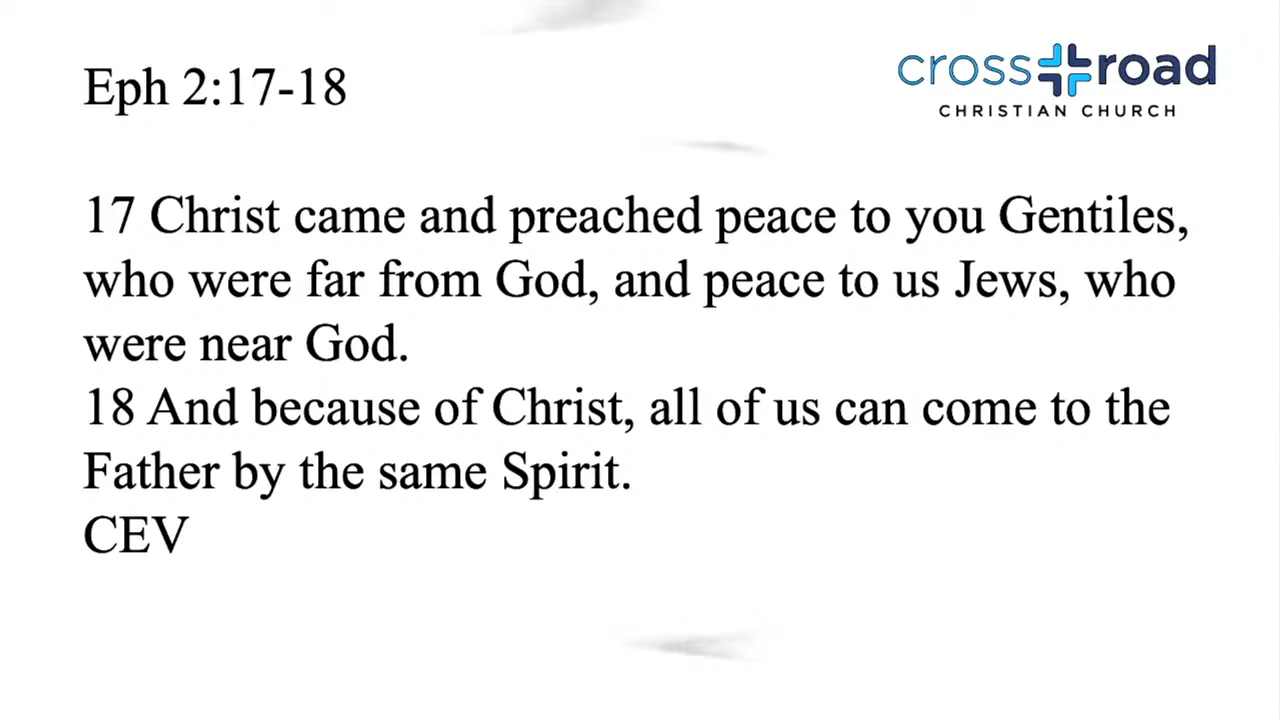 Eph 2:17-18
cross road
CHRISTIAN CHURCH
17 Christ came and preached peace to you Gentiles,
who were far from God, and peace to us Jews, who
were near God.
18 And because of Christ, all of us can come to the
Father by the same Spirit.
CEV